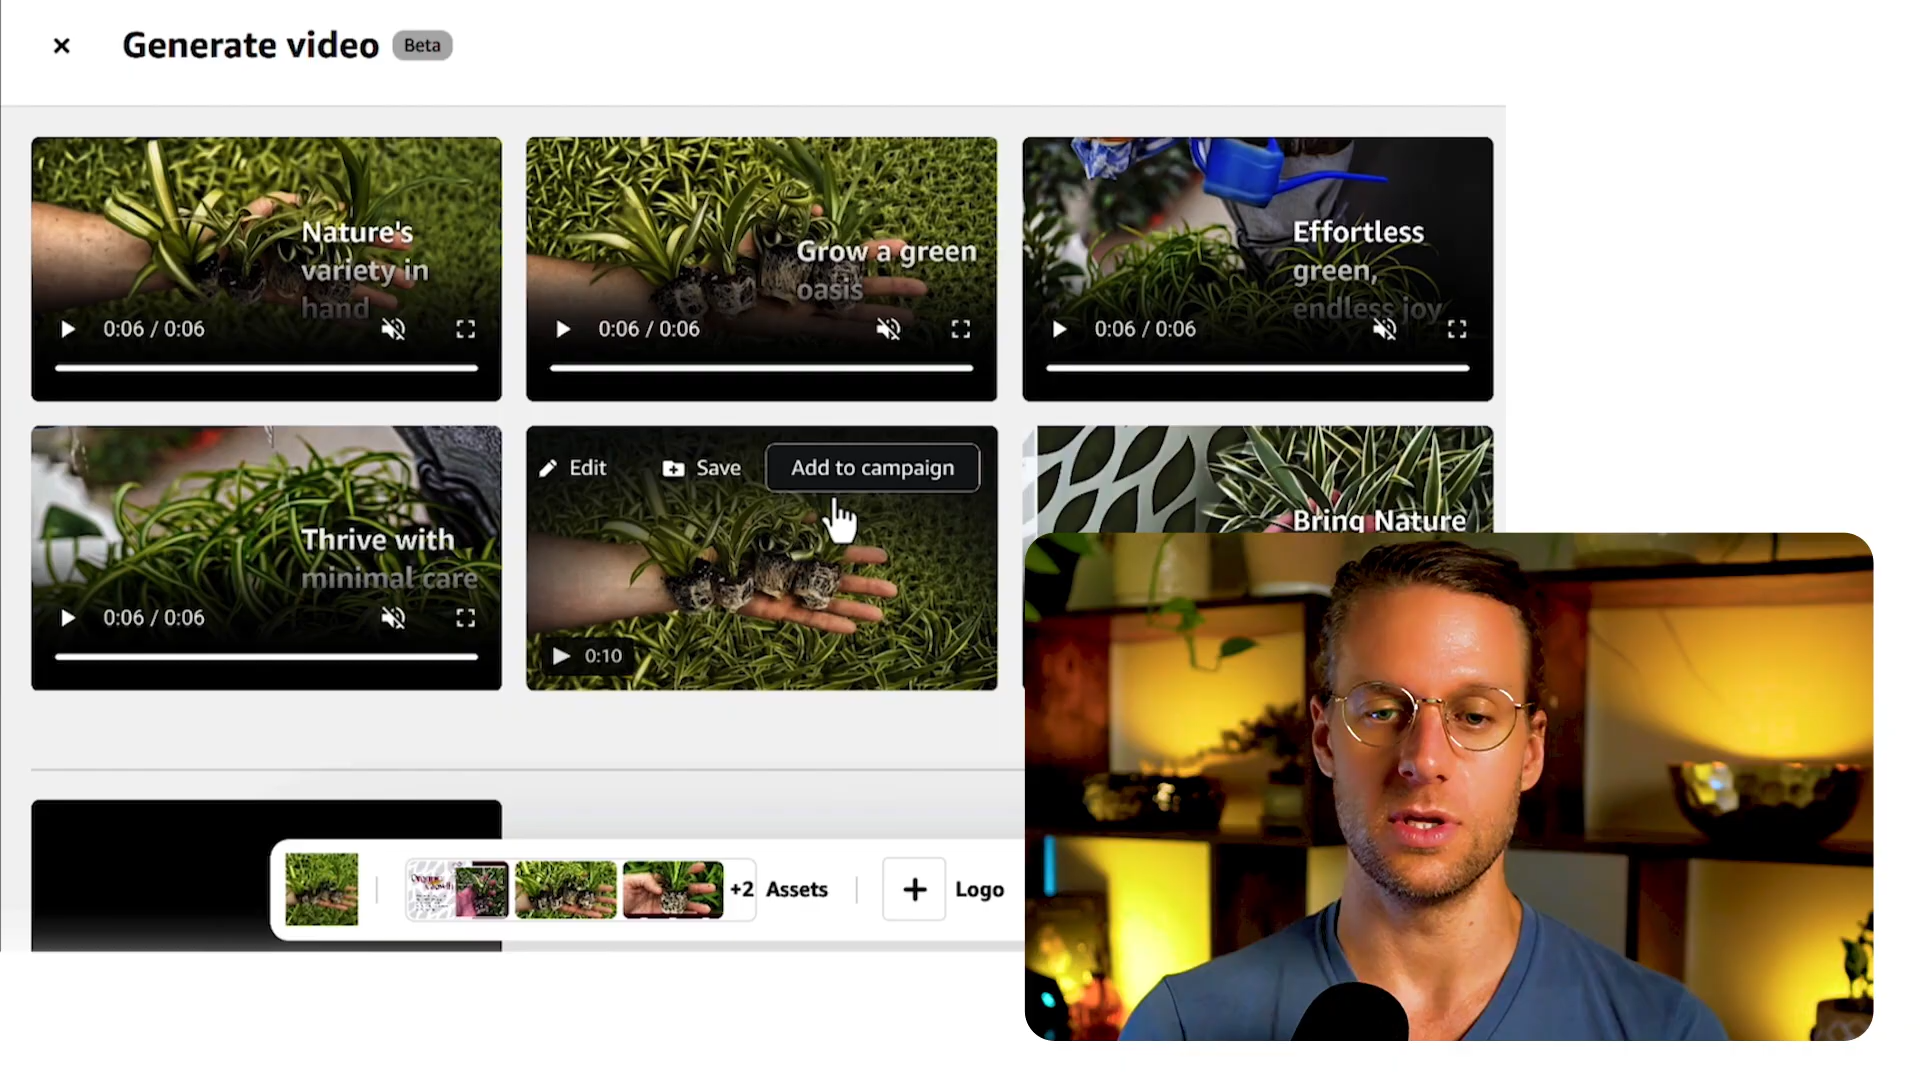 Generate video Beta
Nature's
variety in
hand
0:06 / 0:06
Grow a green
oasis
0:06 / 0:06
Effortless
green,
endless joy
0:06 / 0:06
Thrive with
minimal care
0:06 / 0:06
Edit
Save
Add to campaign
0:10
Bring Nature
+2 Assets
Logo